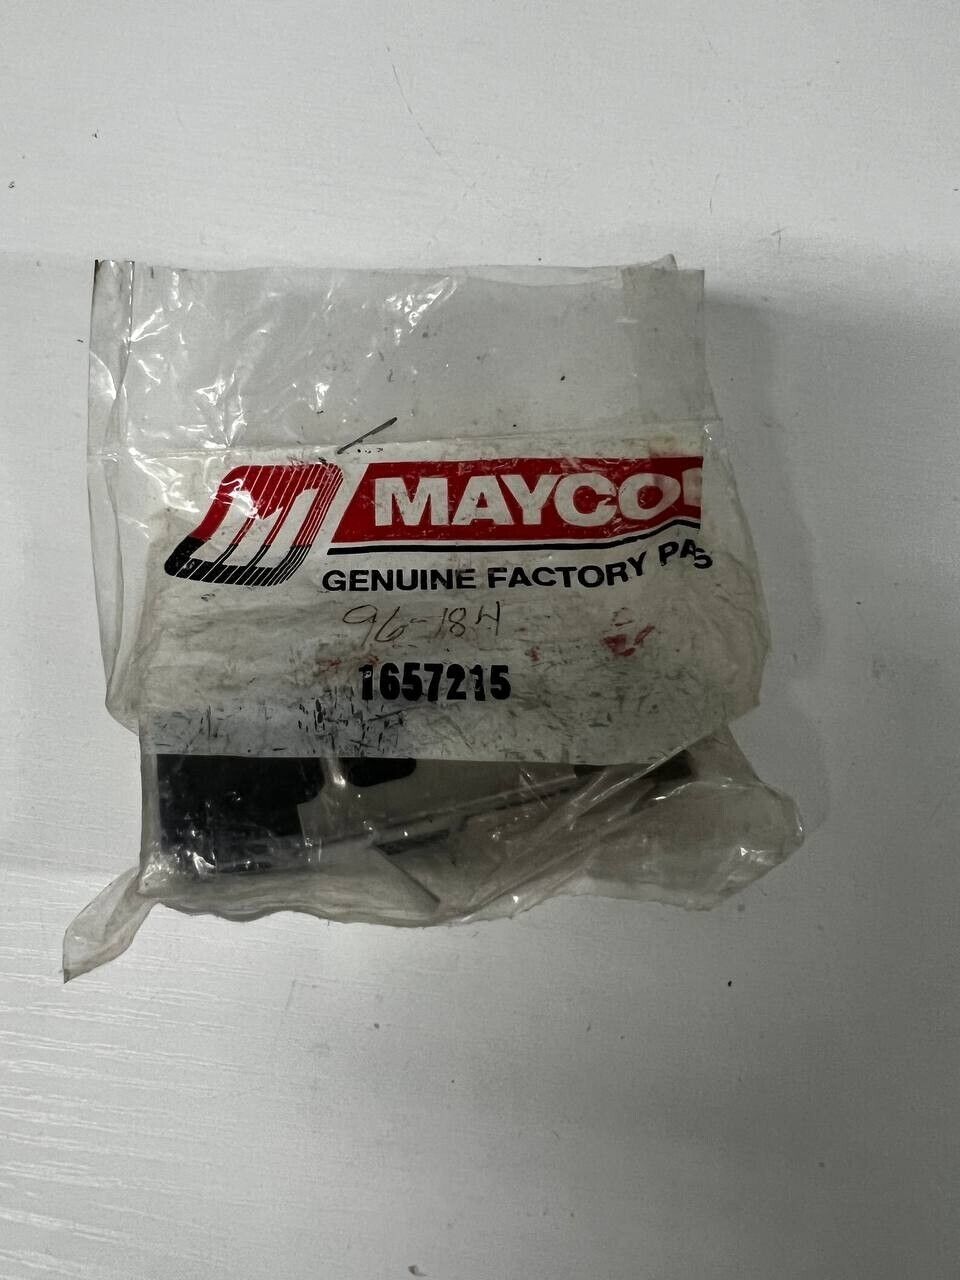 MAYCO
GENUINE FACTORY PA S
96-184
1657215